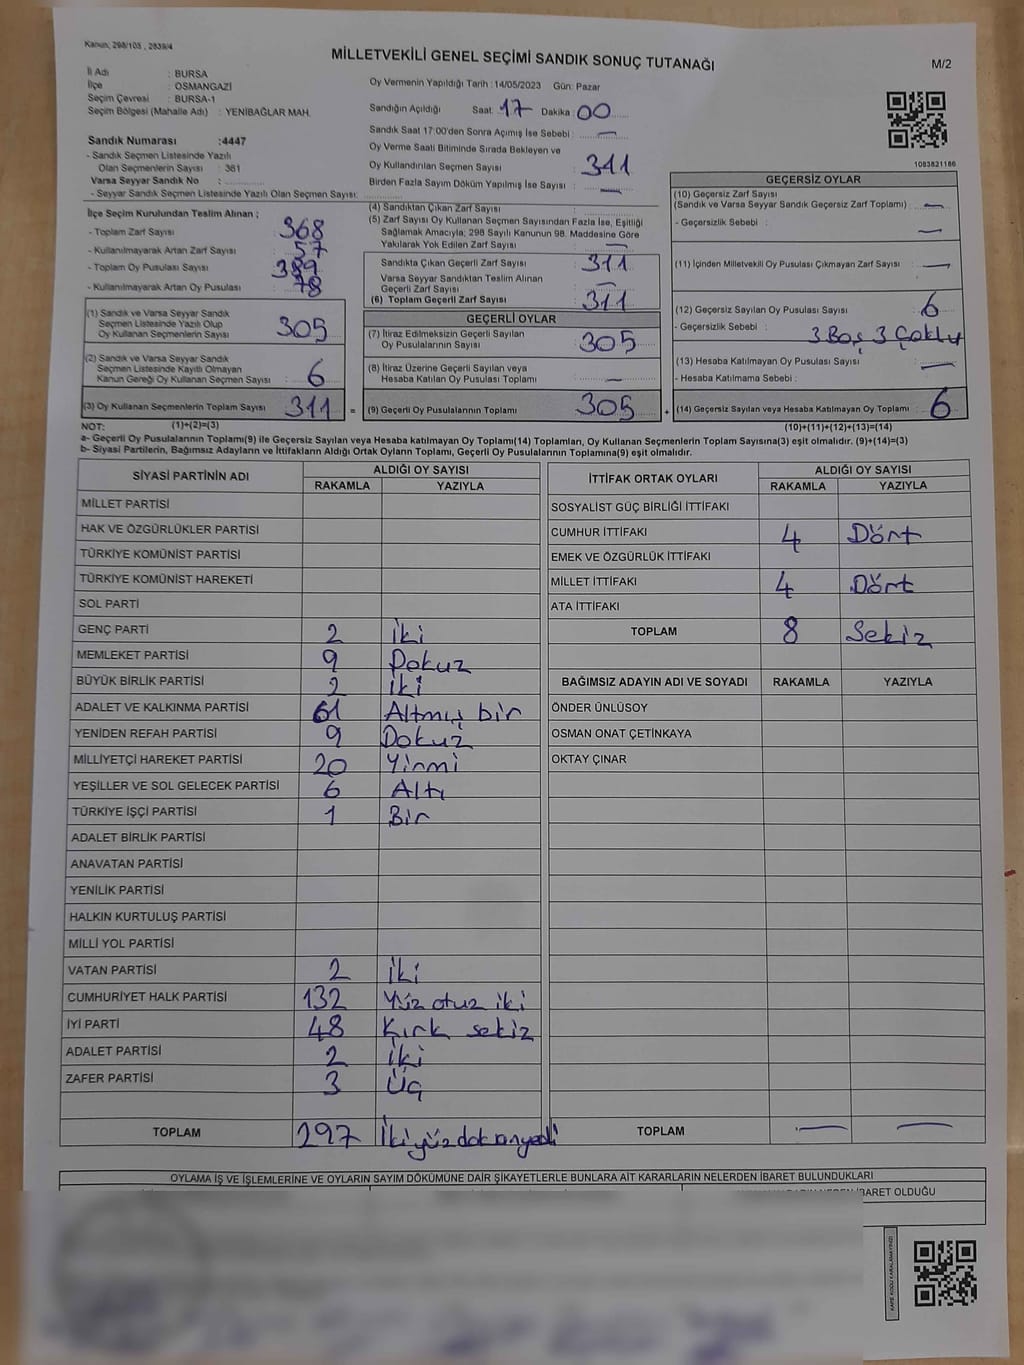 Kanun; 298/103 , 2839/4
MİLLETVEKİLİ GENEL SEÇİMİ SANDIK SONUÇ TUTANAĞI
M/2
İl Adı : BURSA
İlçe : OSMANGAZİ
Seçim Çevresi : BURSA-1
Seçim Bölgesi (Mahalle Adı) : YENİBAĞLAR MAH.
Oy Vermenin Yapıldığı Tarih : 14/05/2023 Gün: Pazar
Sandığın Açıldığı Saat: 17 Dakika: 00
Sandık Saat 17:00'den Sonra Açımış İse Sebebi : —
Oy Verme Saati Bitiminde Sırada Bekleyen ve
Oy Kullandırılan Seçmen Sayısı : 311
Birden Fazla Sayım Döküm Yapılmış İse Sayısı : —
1083821186
Sandık Numarası :4447
- Sandık Seçmen Listesinde Yazılı
Olan Seçmenlerin Sayısı : 361
Varsa Seyyar Sandık No :
- Seyyar Sandık Seçmen Listesinde Yazılı Olan Seçmen Sayısı:
İlçe Seçim Kurulundan Teslim Alınan ;
- Toplam Zarf Sayısı : 368
- Kullanılmayarak Artan Zarf Sayısı : 57
- Toplam Oy Pusulası Sayısı : 389
- Kullanılmayarak Artan Oy Pusulası : 78
(1) Sandık ve Varsa Seyyar Sandık
Seçmen Listesinde Yazılı Olup
Oy Kullanan Seçmenlerin Sayısı : 305
(2) Sandık ve Varsa Seyyar Sandık
Seçmen Listesinde Kayıtlı Olmayan
Kanun Gereği Oy Kullanan Seçmen Sayısı : 6
(3) Oy Kullanan Seçmenlerin Toplam Sayısı : 311 =
(4) Sandıktan Çıkan Zarf Sayısı :
(5) Zarf Sayısı Oy Kullanan Seçmen Sayısından Fazla İse, Eşitliği
Sağlamak Amacıyla; 298 Sayılı Kanunun 98. Maddesine Göre
Yakılarak Yok Edilen Zarf Sayısı : —
Sandıkta Çıkan Geçerli Zarf Sayısı : 311
Varsa Seyyar Sandıktan Teslim Alınan
Geçerli Zarf Sayısı : —
(6) Toplam Geçerli Zarf Sayısı : 311
GEÇERLİ OYLAR
(7) İtiraz Edilmeksizin Geçerli Sayılan
Oy Pusulalarının Sayısı : 305
(8) İtiraz Üzerine Geçerli Sayılan veya
Hesaba Katılan Oy Pusulası Toplamı : —
(9) Geçerli Oy Pusulalarının Toplamı : 305 +
GEÇERSİZ OYLAR
(10) Geçersiz Zarf Sayısı
(Sandık ve Varsa Seyyar Sandık Geçersiz Zarf Toplamı) : —
- Geçersizlik Sebebi : —
(11) İçinden Milletvekili Oy Pusulası Çıkmayan Zarf Sayısı : —
(12) Geçersiz Sayılan Oy Pusulası Sayısı : 6
- Geçersizlik Sebebi : 3 Boş 3 Çoklu
(13) Hesaba Katılmayan Oy Pusulası Sayısı : —
- Hesaba Katılmama Sebebi :
(14) Geçersiz Sayılan veya Hesaba Katılmayan Oy Toplamı : 6
NOT: (1)+(2)=(3)
(10)+(11)+(12)+(13)=(14)
a- Geçerli Oy Pusulalarının Toplamı(9) ile Geçersiz Sayılan veya Hesaba katılmayan Oy Toplamı(14) Toplamları, Oy Kullanan Seçmenlerin Toplam Sayısına(3) eşit olmalıdır. (9)+(14)=(3)
b- Siyasi Partilerin, Bağımsız Adayların ve İttifakların Aldığı Ortak Oyların Toplamı, Geçerli Oy Pusulalarının Toplamına(9) eşit olmalıdır.
SİYASİ PARTİNİN ADI ALDIĞI OY SAYISI
RAKAMLA YAZIYLA
MİLLET PARTİSİ
HAK VE ÖZGÜRLÜKLER PARTİSİ
TÜRKİYE KOMÜNİST PARTİSİ
TÜRKİYE KOMÜNİST HAREKETİ
SOL PARTİ
GENÇ PARTİ 2 İki
MEMLEKET PARTİSİ 9 Dokuz
BÜYÜK BİRLİK PARTİSİ 2 İki
ADALET VE KALKINMA PARTİSİ 61 Altmış bir
YENİDEN REFAH PARTİSİ 9 Dokuz
MİLLİYETÇİ HAREKET PARTİSİ 20 Yirmi
YEŞİLLER VE SOL GELECEK PARTİSİ 6 Altı
TÜRKİYE İŞÇİ PARTİSİ 1 Bir
ADALET BİRLİK PARTİSİ
ANAVATAN PARTİSİ
YENİLİK PARTİSİ
HALKIN KURTULUŞ PARTİSİ
MİLLİ YOL PARTİSİ
VATAN PARTİSİ 2 İki
CUMHURİYET HALK PARTİSİ 132 Yüz otuz iki
İYİ PARTİ 48 Kırk sekiz
ADALET PARTİSİ 2 İki
ZAFER PARTİSİ 3 Üç
TOPLAM 297 İkiyüzdoksanyedi
İTTİFAK ORTAK OYLARI ALDIĞI OY SAYISI
RAKAMLA YAZIYLA
SOSYALİST GÜÇ BİRLİĞİ İTTİFAKI
CUMHUR İTTİFAKI 4 Dört
EMEK VE ÖZGÜRLÜK İTTİFAKI
MİLLET İTTİFAKI 4 Dört
ATA İTTİFAKI
TOPLAM 8 Sekiz
BAĞIMSIZ ADAYIN ADI VE SOYADI RAKAMLA YAZIYLA
ÖNDER ÜNLÜSOY
OSMAN ONAT ÇETİNKAYA
OKTAY ÇINAR
TOPLAM — —
OYLAMA İŞ VE İŞLEMLERİNE VE OYLARIN SAYIM DÖKÜMÜNE DAİR ŞİKAYETLERLE BUNLARA AİT KARARLARIN NELERDEN İBARET BULUNDUKLARI
İBARET OLDUĞU
KARE KODU KARALAMAYINIZ!